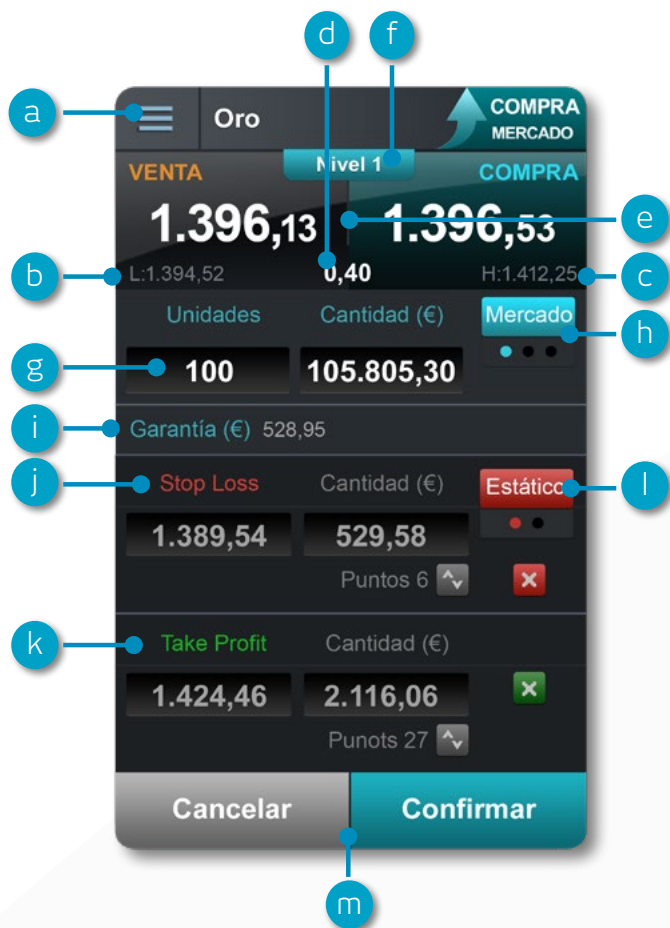 d f
a
Oro COMPRA
MERCADO
Nivel 1
VENTA COMPRA
1.396,13 1.396,53
e
b L:1.394,52 0,40 H:1.412,25 c
Unidades Cantidad (€) Mercado
h
g 100 105.805,30
i Garantía (€) 528,95
j Stop Loss Cantidad (€) Estático l
1.389,54 529,58
Puntos 6
k Take Profit Cantidad (€)
1.424,46 2.116,06
Punots 27
Cancelar Confirmar
m